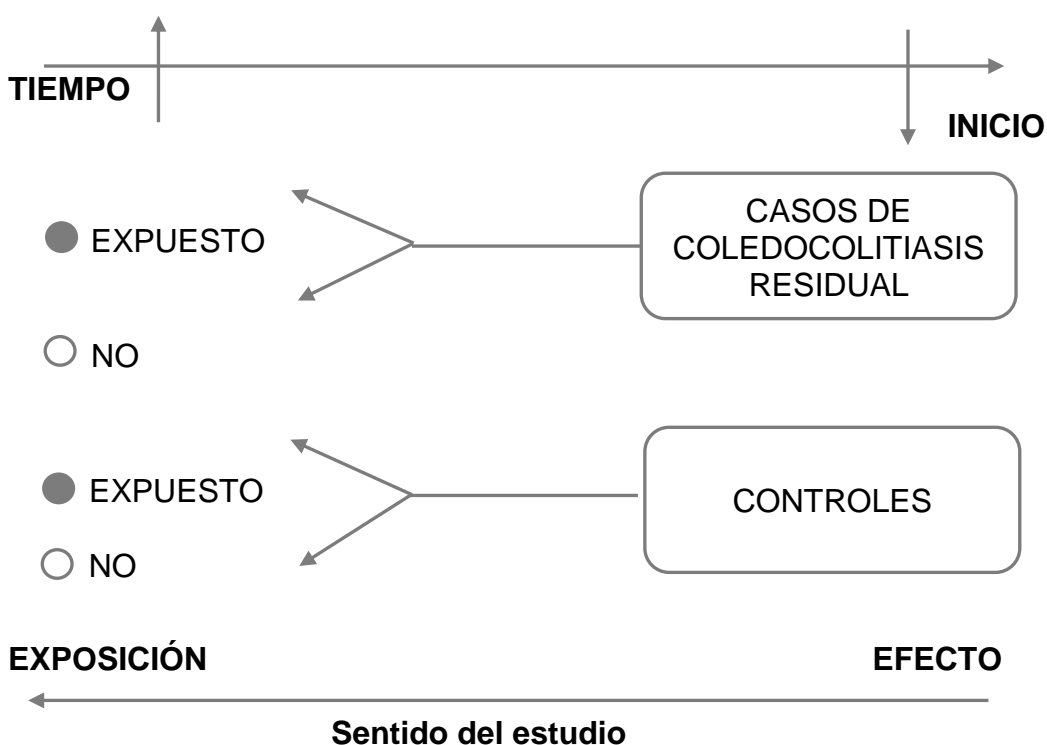 TIEMPO
INICIO
CASOS DE
COLEDOCOLITIASIS
RESIDUAL
EXPUESTO
NO
EXPUESTO
CONTROLES
NO
EXPOSICIÓN
EFECTO
Sentido del estudio